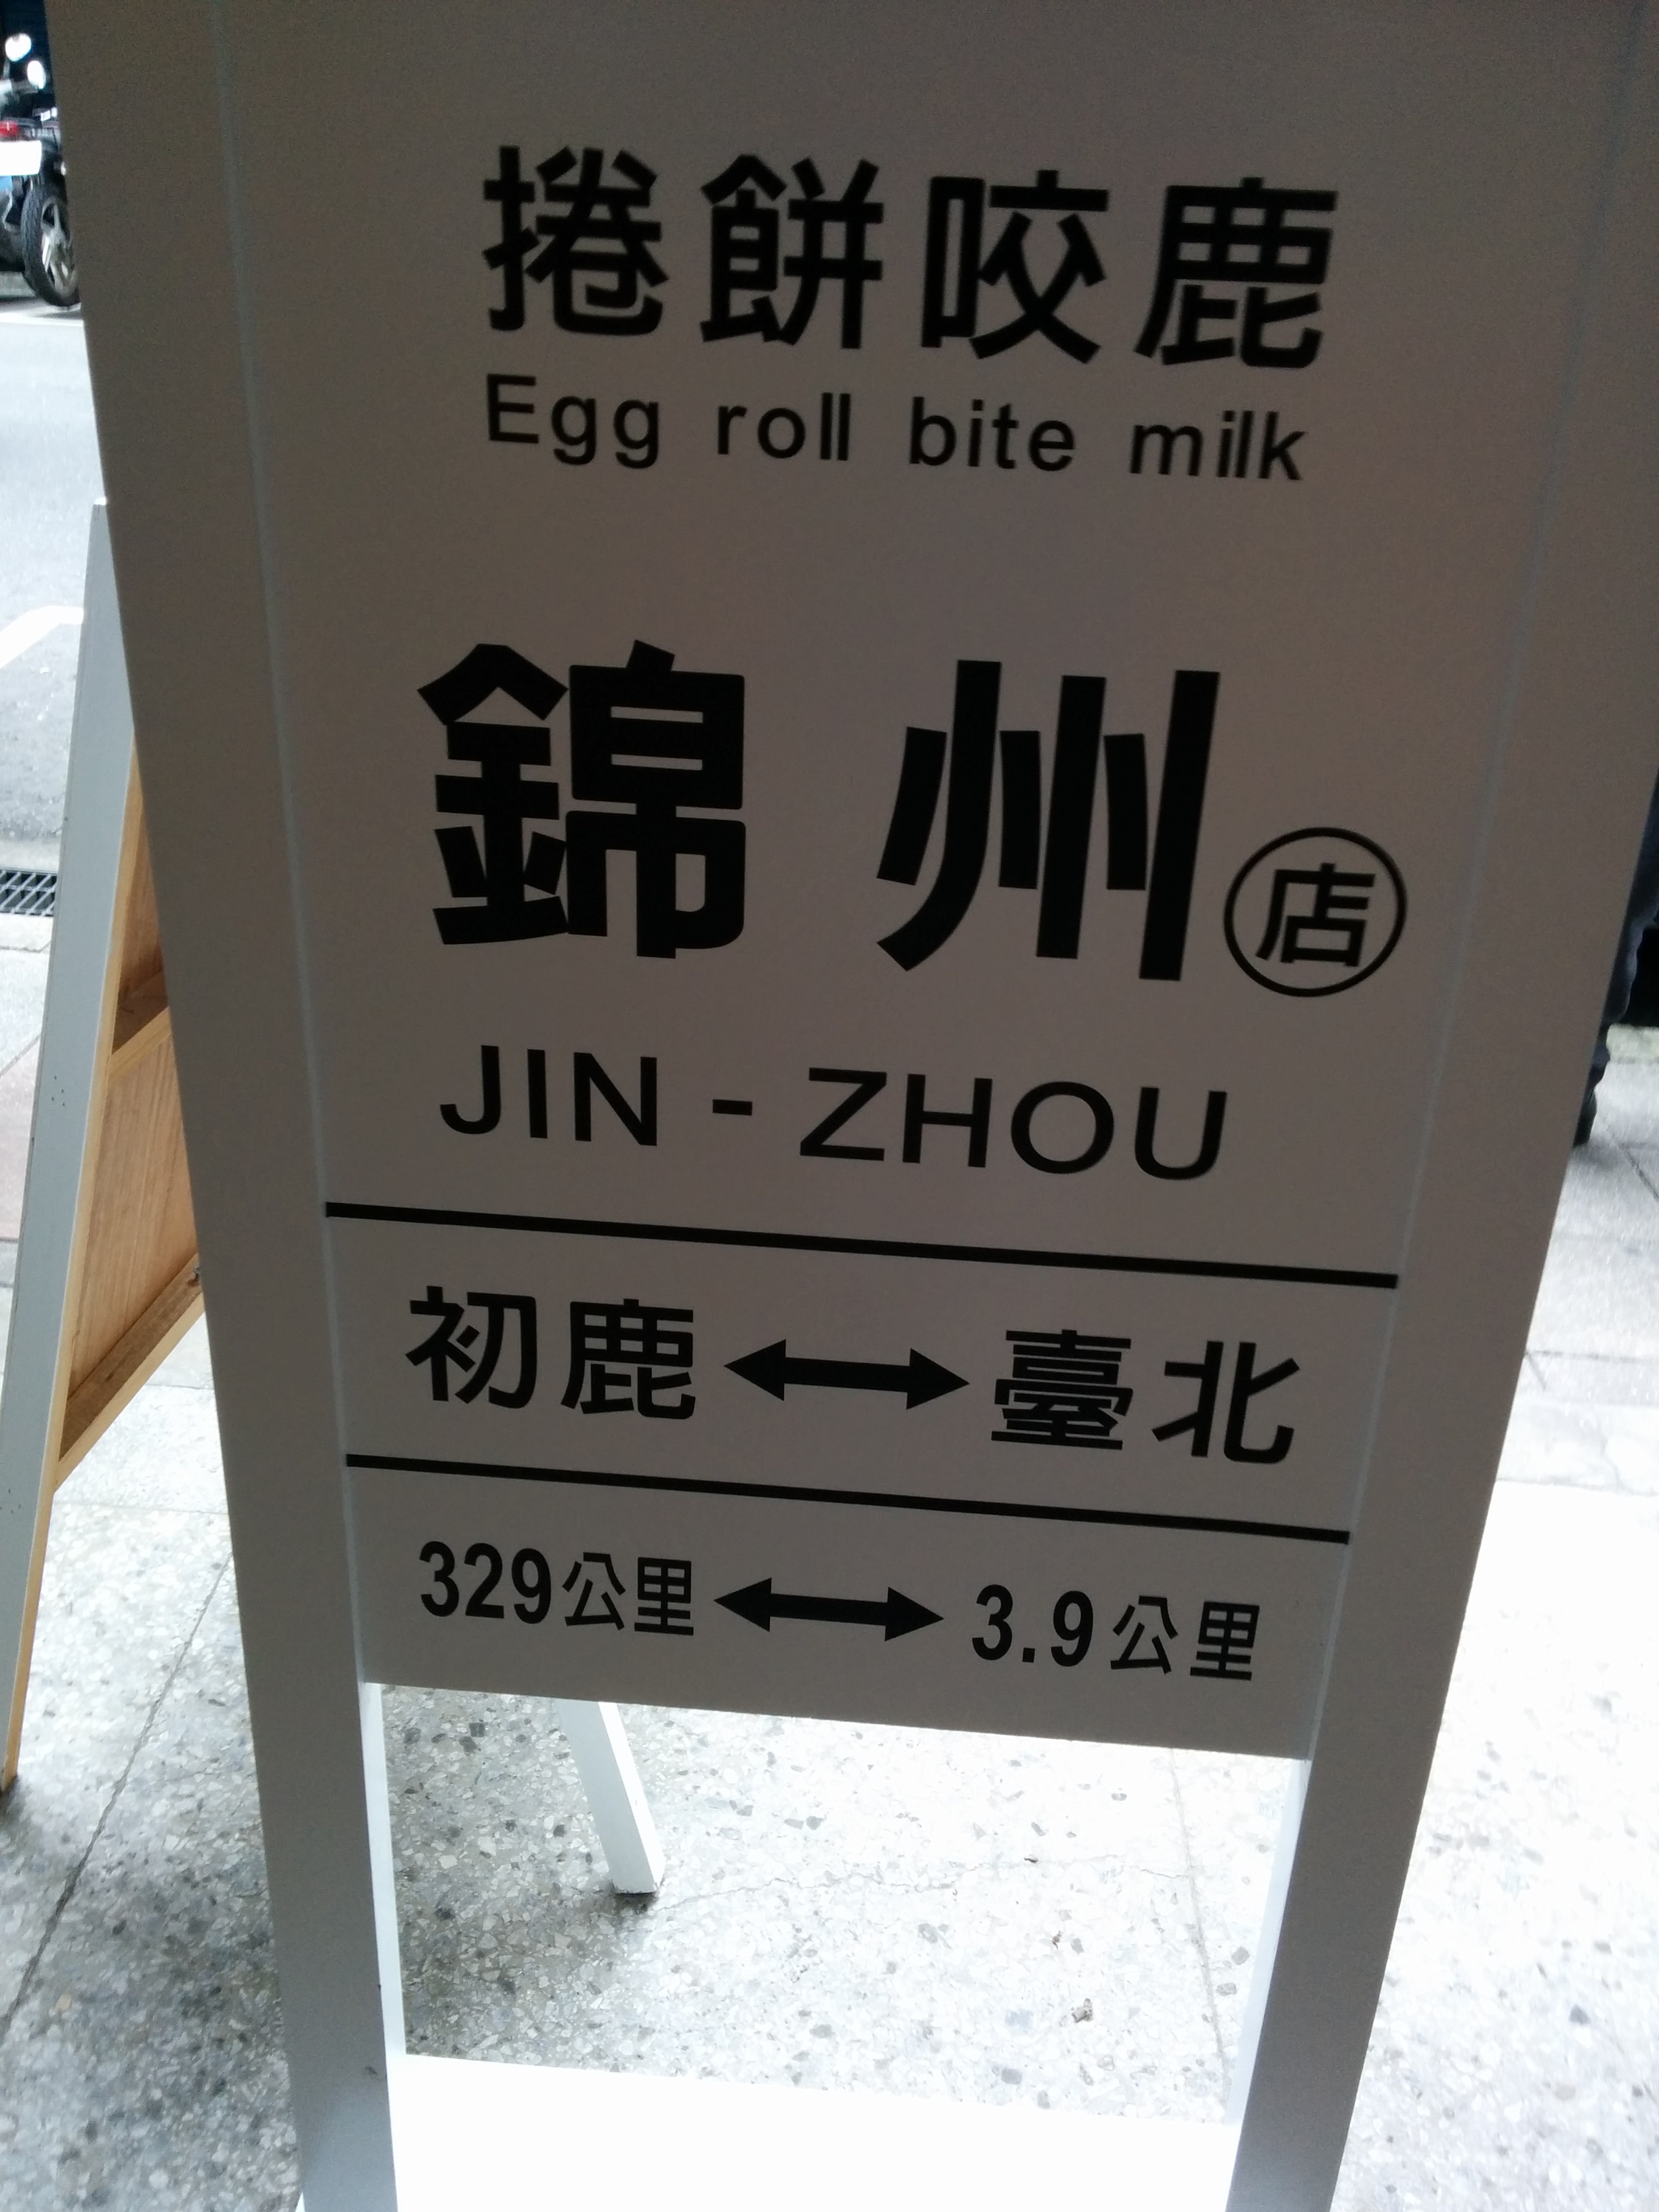 捲餅咬鹿
Egg roll bite milk
錦州店
JIN - ZHOU
初鹿↔臺北
329公里↔3.9公里